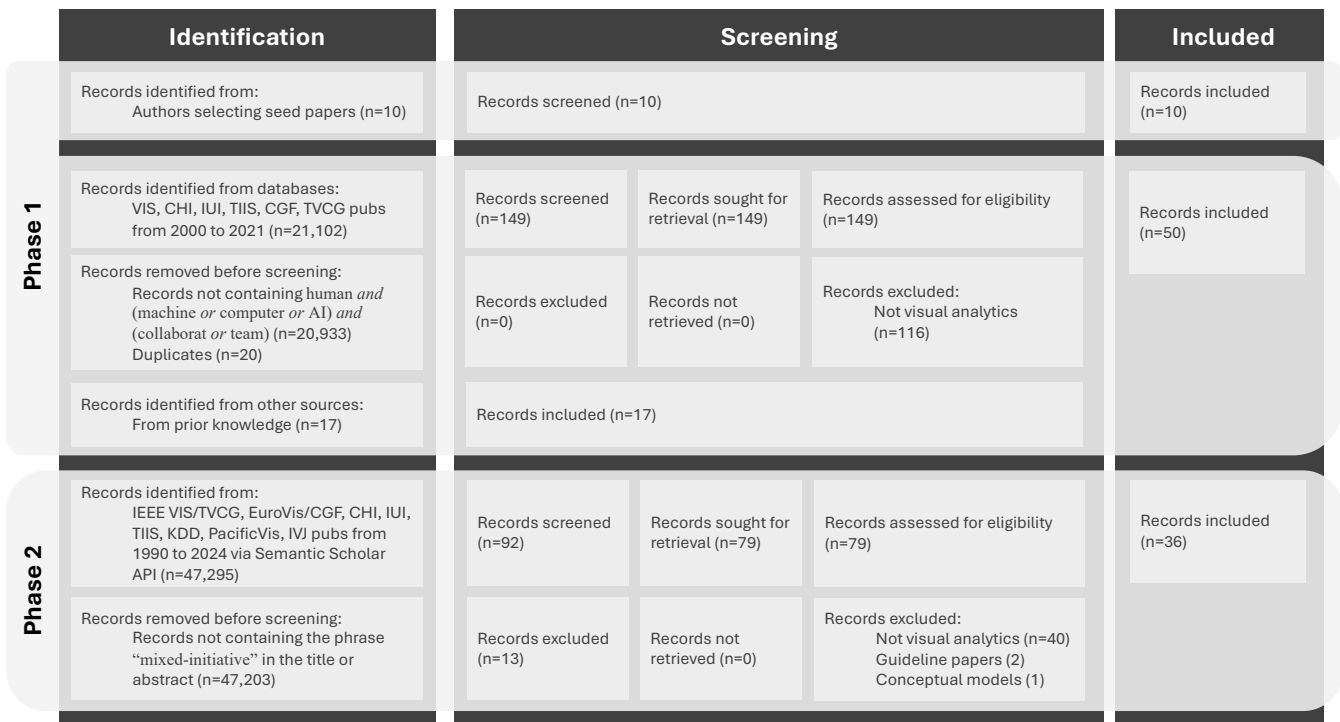 Identification
Screening
Included
Phase 1
Records identified from:
Authors selecting seed papers (n=10)
Records screened (n=10)
Records included
(n=10)
Records identified from databases:
VIS, CHI, IUI, TIIS, CGF, TVCG pubs
from 2000 to 2021 (n=21,102)
Records screened
(n=149)
Records sought for
retrieval (n=149)
Records assessed for eligibility
(n=149)
Records included
(n=50)
Records removed before screening:
Records not containing human and
(machine or computer or AI) and
(collaborat or team) (n=20,933)
Duplicates (n=20)
Records excluded
(n=0)
Records not
retrieved (n=0)
Records excluded:
Not visual analytics
(n=116)
Records identified from other sources:
From prior knowledge (n=17)
Records included (n=17)
Phase 2
Records identified from:
IEEE VIS/TVCG, EuroVis/CGF, CHI, IUI,
TIIS, KDD, PacificVis, IVJ pubs from
1990 to 2024 via Semantic Scholar
API (n=47,295)
Records screened
(n=92)
Records sought for
retrieval (n=79)
Records assessed for eligibility
(n=79)
Records included
(n=36)
Records removed before screening:
Records not containing the phrase
“mixed-initiative” in the title or
abstract (n=47,203)
Records excluded
(n=13)
Records not
retrieved (n=0)
Records excluded:
Not visual analytics (n=40)
Guideline papers (2)
Conceptual models (1)